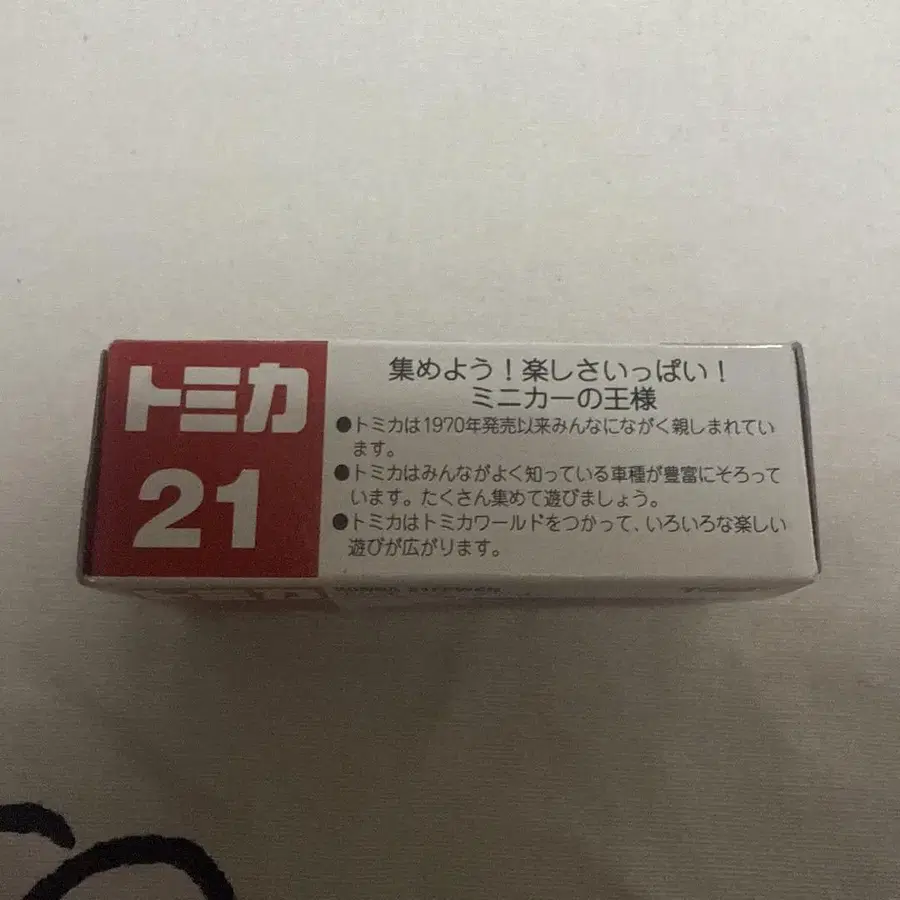 トミカ
21
集めよう！楽しさいっぱい！
ミニカーの王様
●トミカは1970年発売以来みんなにながく親しまれてい
ます。
●トミカはみんながよく知っている車種が豊富にそろって
います。たくさん集めて遊びましょう。
●トミカはトミカワールドをつかって、いろいろな楽しい
遊びが広がります。
トミカ